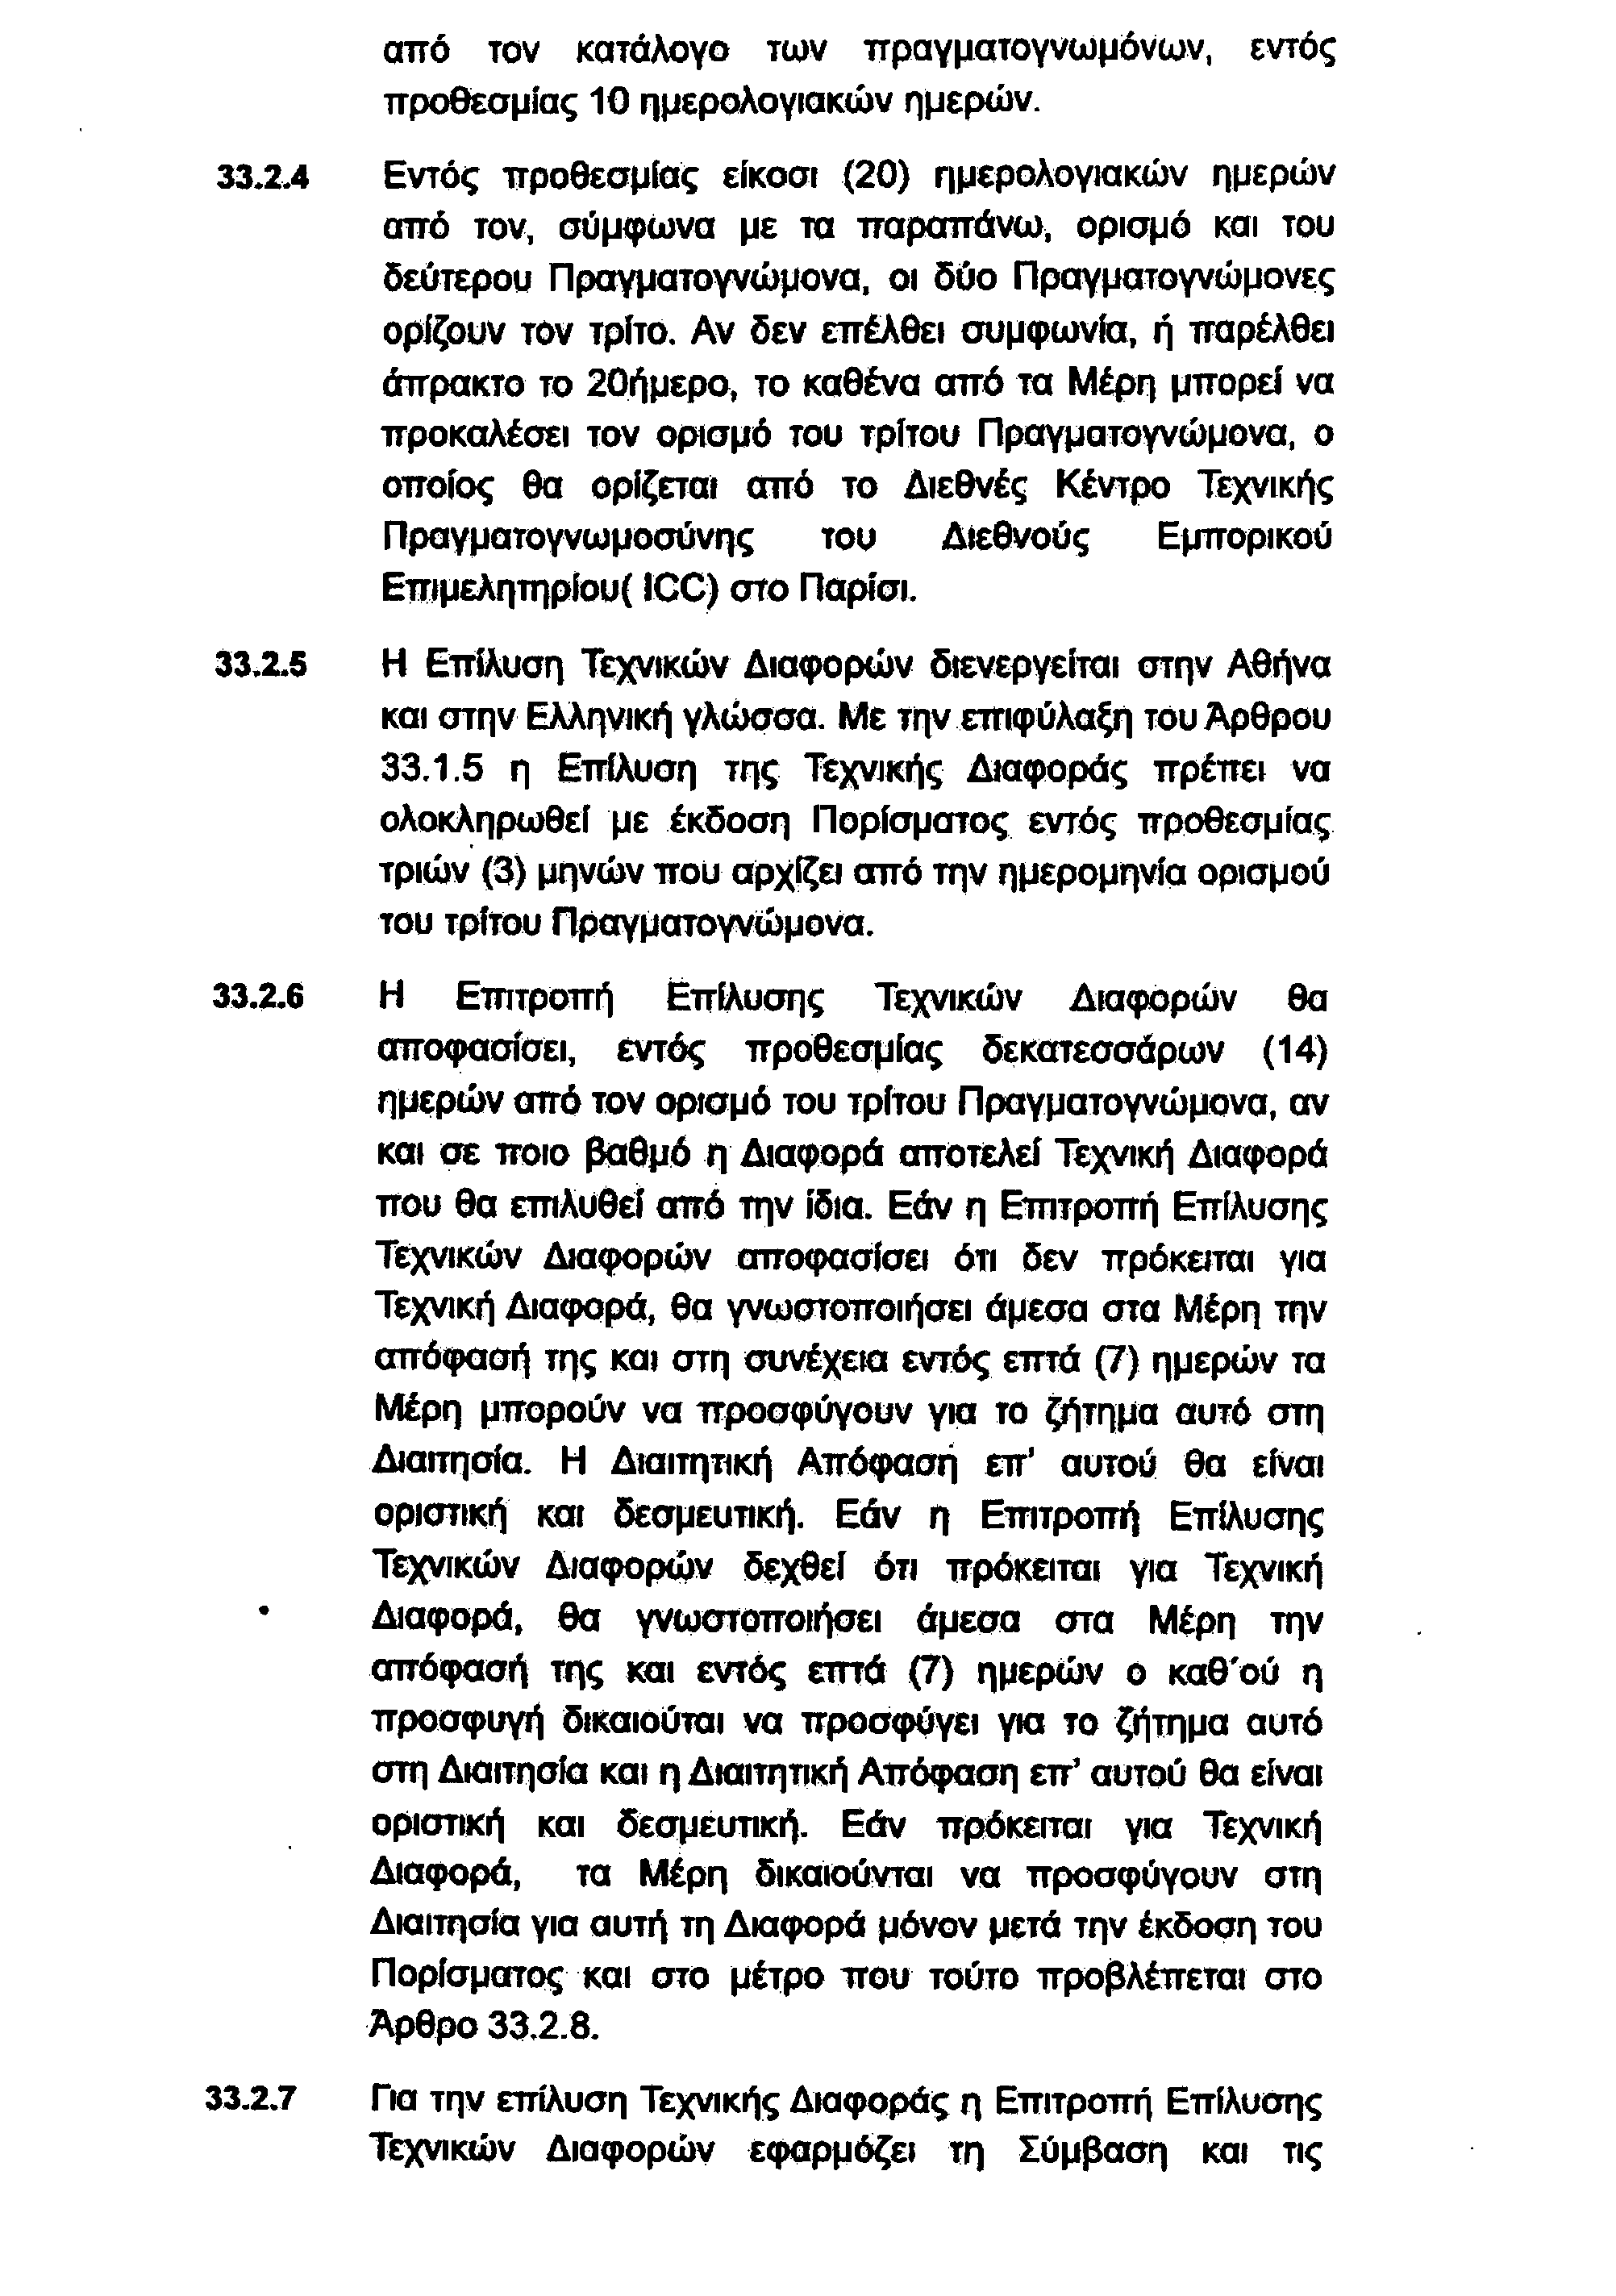 από τον κατάλογο των πραγματογνωμόνων, εντός
προθεσμίας 10 ημερολογιακών ημερών.
33.2.4 Εντός προθεσμίας είκοσι (20) ημερολογιακών ημερών
από τον, σύμφωνα με τα παραπάνω, ορισμό και του
δεύτερου Πραγματογνώμονα, οι δύο Πραγματογνώμονες
ορίζουν τον τρίτο. Αν δεν επέλθει συμφωνία, ή παρέλθει
άπρακτο το 20ήμερο, το καθένα από τα Μέρη μπορεί να
προκαλέσει τον ορισμό του τρίτου Πραγματογνώμονα, ο
οποίος θα ορίζεται από το Διεθνές Κέντρο Τεχνικής
Πραγματογνωμοσύνης του Διεθνούς Εμπορικού
Επιμελητηρίου( ICC) στο Παρίσι.
33.2.5 Η Επίλυση Τεχνικών Διαφορών διενεργείται στην Αθήνα
και στην Ελληνική γλώσσα. Με την επιφύλαξη του Άρθρου
33.1.5 η Επίλυση της Τεχνικής Διαφοράς πρέπει να
ολοκληρωθεί με έκδοση Πορίσματος εντός προθεσμίας
τριών (3) μηνών που αρχίζει από την ημερομηνία ορισμού
του τρίτου Πραγματογνώμονα.
33.2.6 Η Επιτροπή Επίλυσης Τεχνικών Διαφορών θα
αποφασίσει, εντός προθεσμίας δεκατεσσάρων (14)
ημερών από τον ορισμό του τρίτου Πραγματογνώμονα, αν
και σε ποιο βαθμό η Διαφορά αποτελεί Τεχνική Διαφορά
που θα επιλυθεί από την ίδια. Εάν η Επιτροπή Επίλυσης
Τεχνικών Διαφορών αποφασίσει ότι δεν πρόκειται για
Τεχνική Διαφορά, θα γνωστοποιήσει άμεσα στα Μέρη την
απόφασή της και στη συνέχεια εντός επτά (7) ημερών τα
Μέρη μπορούν να προσφύγουν για το ζήτημα αυτό στη
Διαιτησία. Η Διαιτητική Απόφαση επ' αυτού θα είναι
οριστική και δεσμευτική. Εάν η Επιτροπή Επίλυσης
Τεχνικών Διαφορών δεχθεί ότι πρόκειται για Τεχνική
Διαφορά, θα γνωστοποιήσει άμεσα στα Μέρη την
απόφασή της και εντός επτά (7) ημερών ο καθ΄ού η
προσφυγή δικαιούται να προσφύγει για το ζήτημα αυτό
στη Διαιτησία και η Διαιτητική Απόφαση επ' αυτού θα είναι
οριστική και δεσμευτική. Εάν πρόκειται για Τεχνική
Διαφορά, τα Μέρη δικαιούνται να προσφύγουν στη
Διαιτησία για αυτή τη Διαφορά μόνον μετά την έκδοση του
Πορίσματος και στο μέτρο που τούτο προβλέπεται στο
Άρθρο 33.2.8.
33.2.7 Για την επίλυση Τεχνικής Διαφοράς η Επιτροπή Επίλυσης
Τεχνικών Διαφορών εφαρμόζει τη Σύμβαση και τις